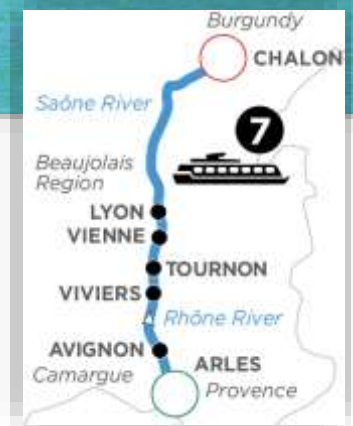 Burgundy
CHALON
Saône River
7
Beaujolais
Region
LYON
VIENNE
TOURNON
VIVIERS
Rhône River
AVIGNON
ARLES
Camargue
Provence